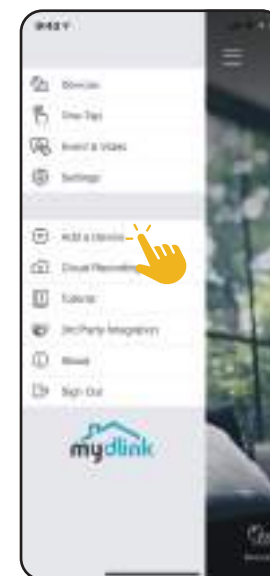 Devices
One-Tap
Event & Video
Settings
Add a Device
Cloud Recording
Tutorial
3rd Party Integration
About
Sign Out
mydlink